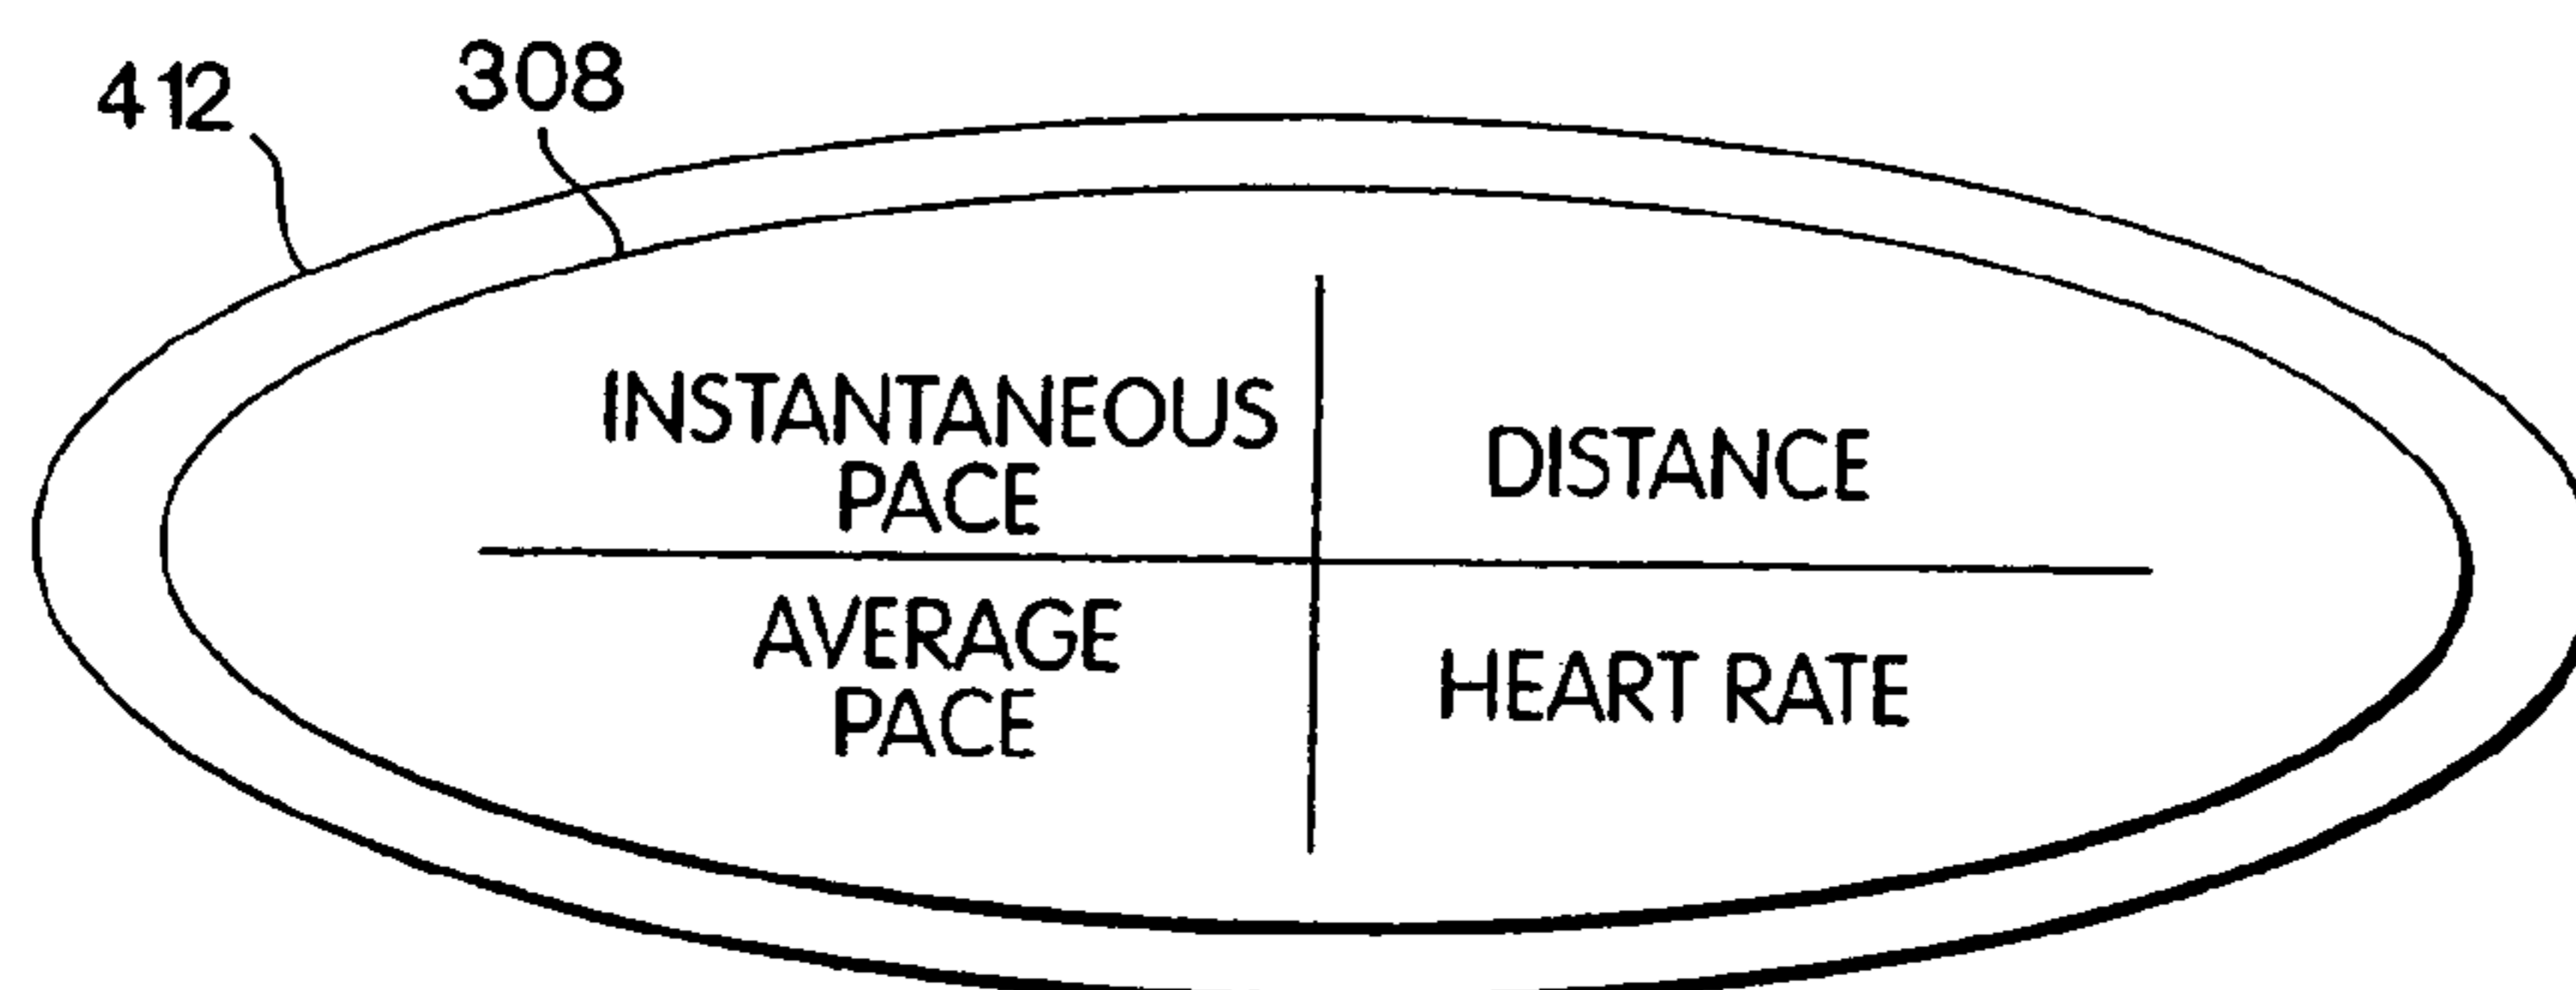 412
308
INSTANTANEOUS
PACE
DISTANCE
AVERAGE
PACE
HEART RATE